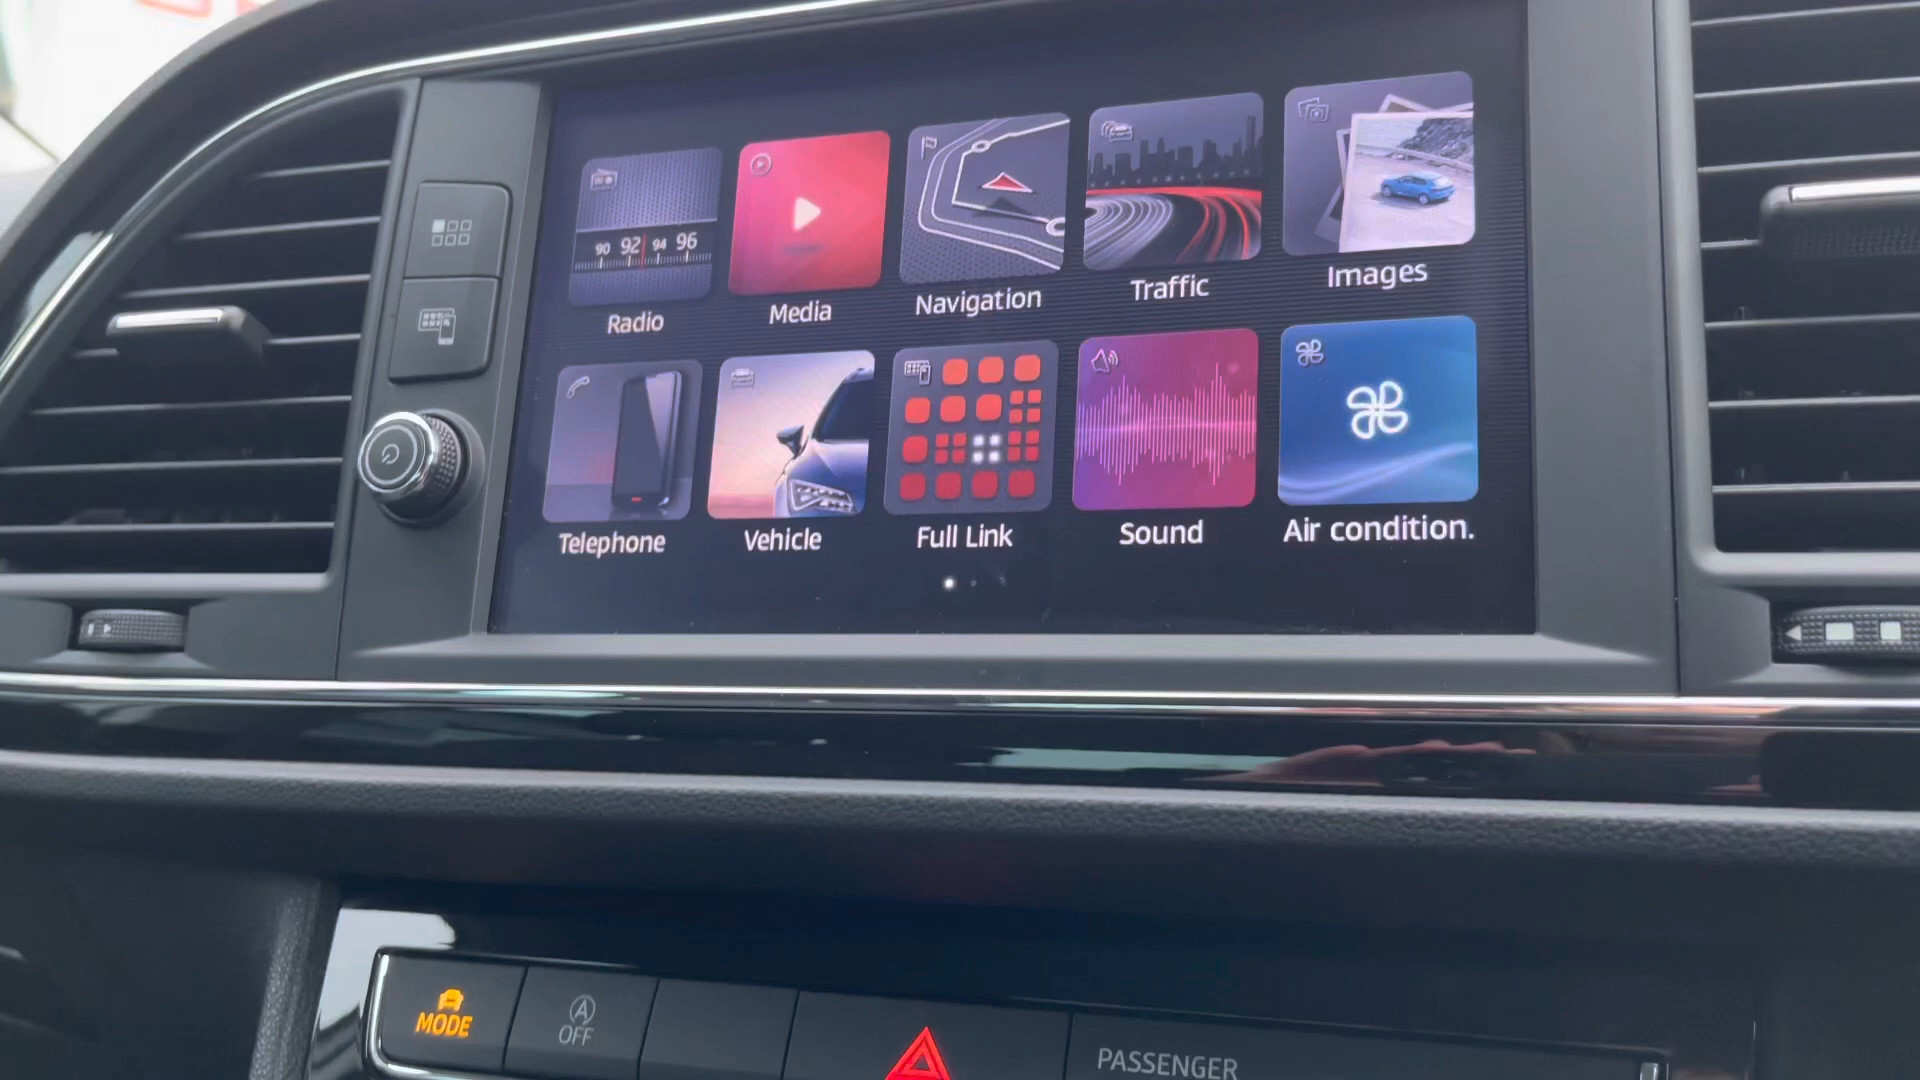 90 92 94 96
Radio
Media
Navigation
Traffic
Images
Telephone
Vehicle
Full Link
Sound
Air condition.
MODE
A
OFF
PASSENGER